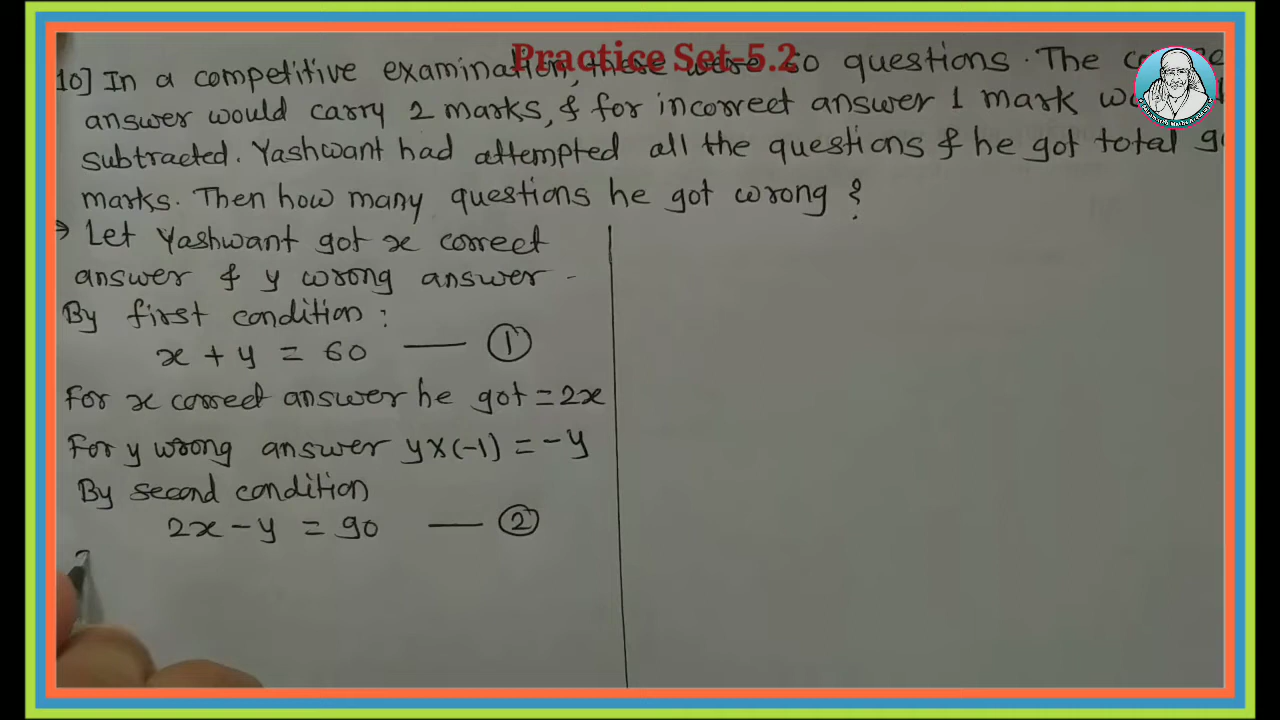 Practice Set-5.2
10] In a competitive examination, there were 60 questions. The
answer would carry 2 marks, & for incorrect answer 1 mark
subtracted. Yashwant had attempted all the questions & he got total 90
marks. Then how many questions he got wrong ?
→ Let Yashwant got x correct
answer & y wrong answer -
By first condition :
x + y = 60 —— ①
For x correct answer he got = 2x
For y wrong answer y×(-1) = -y
By second condition
2x - y = 90 —— ②